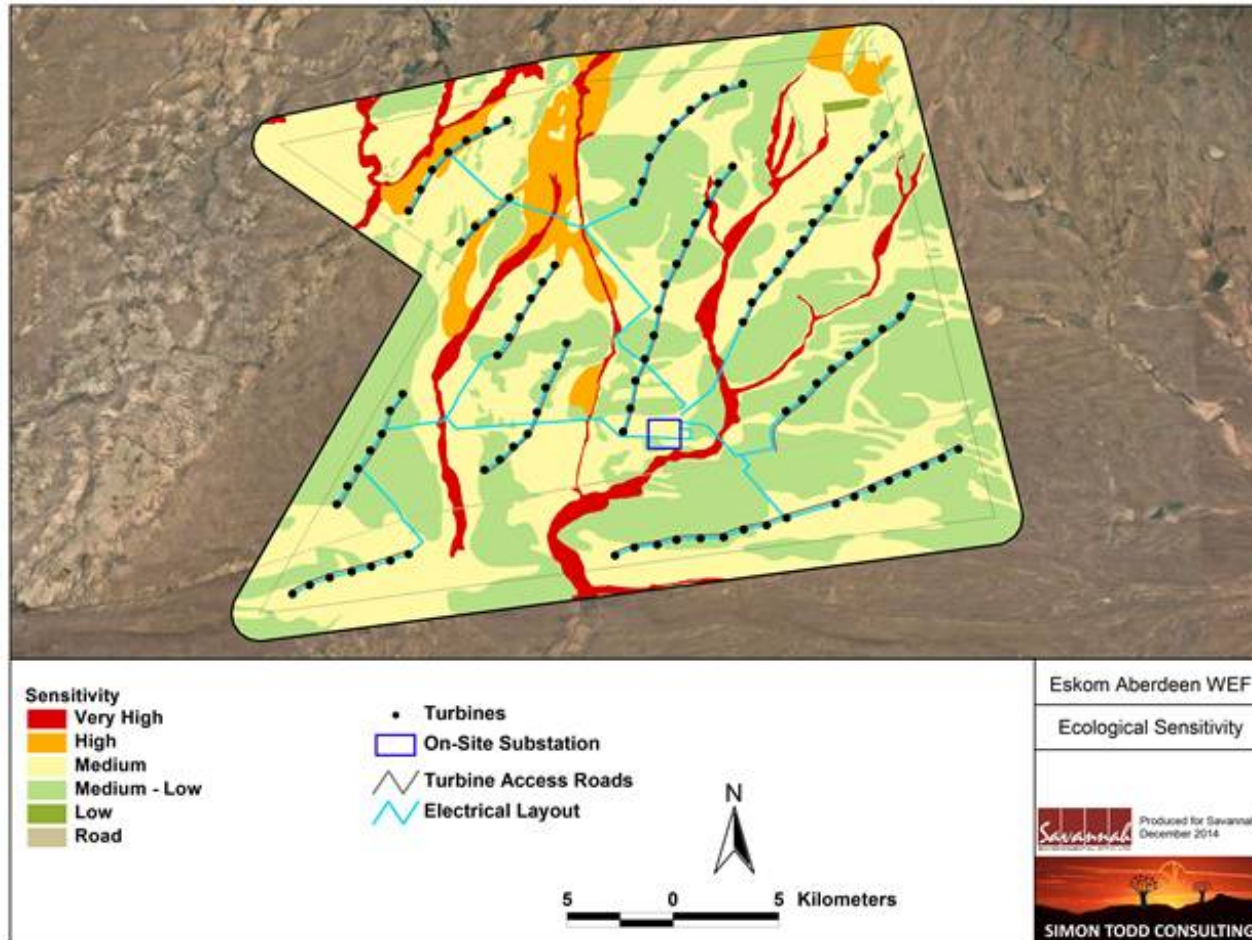 Sensitivity
Very High
High
Medium
Medium - Low
Low
Road
Turbines
On-Site Substation
Turbine Access Roads
Electrical Layout
N
5 0 5 Kilometers
Eskom Aberdeen WEF
Ecological Sensitivity
Savannah
Produced for Savannah
December 2014
SIMON TODD CONSULTING